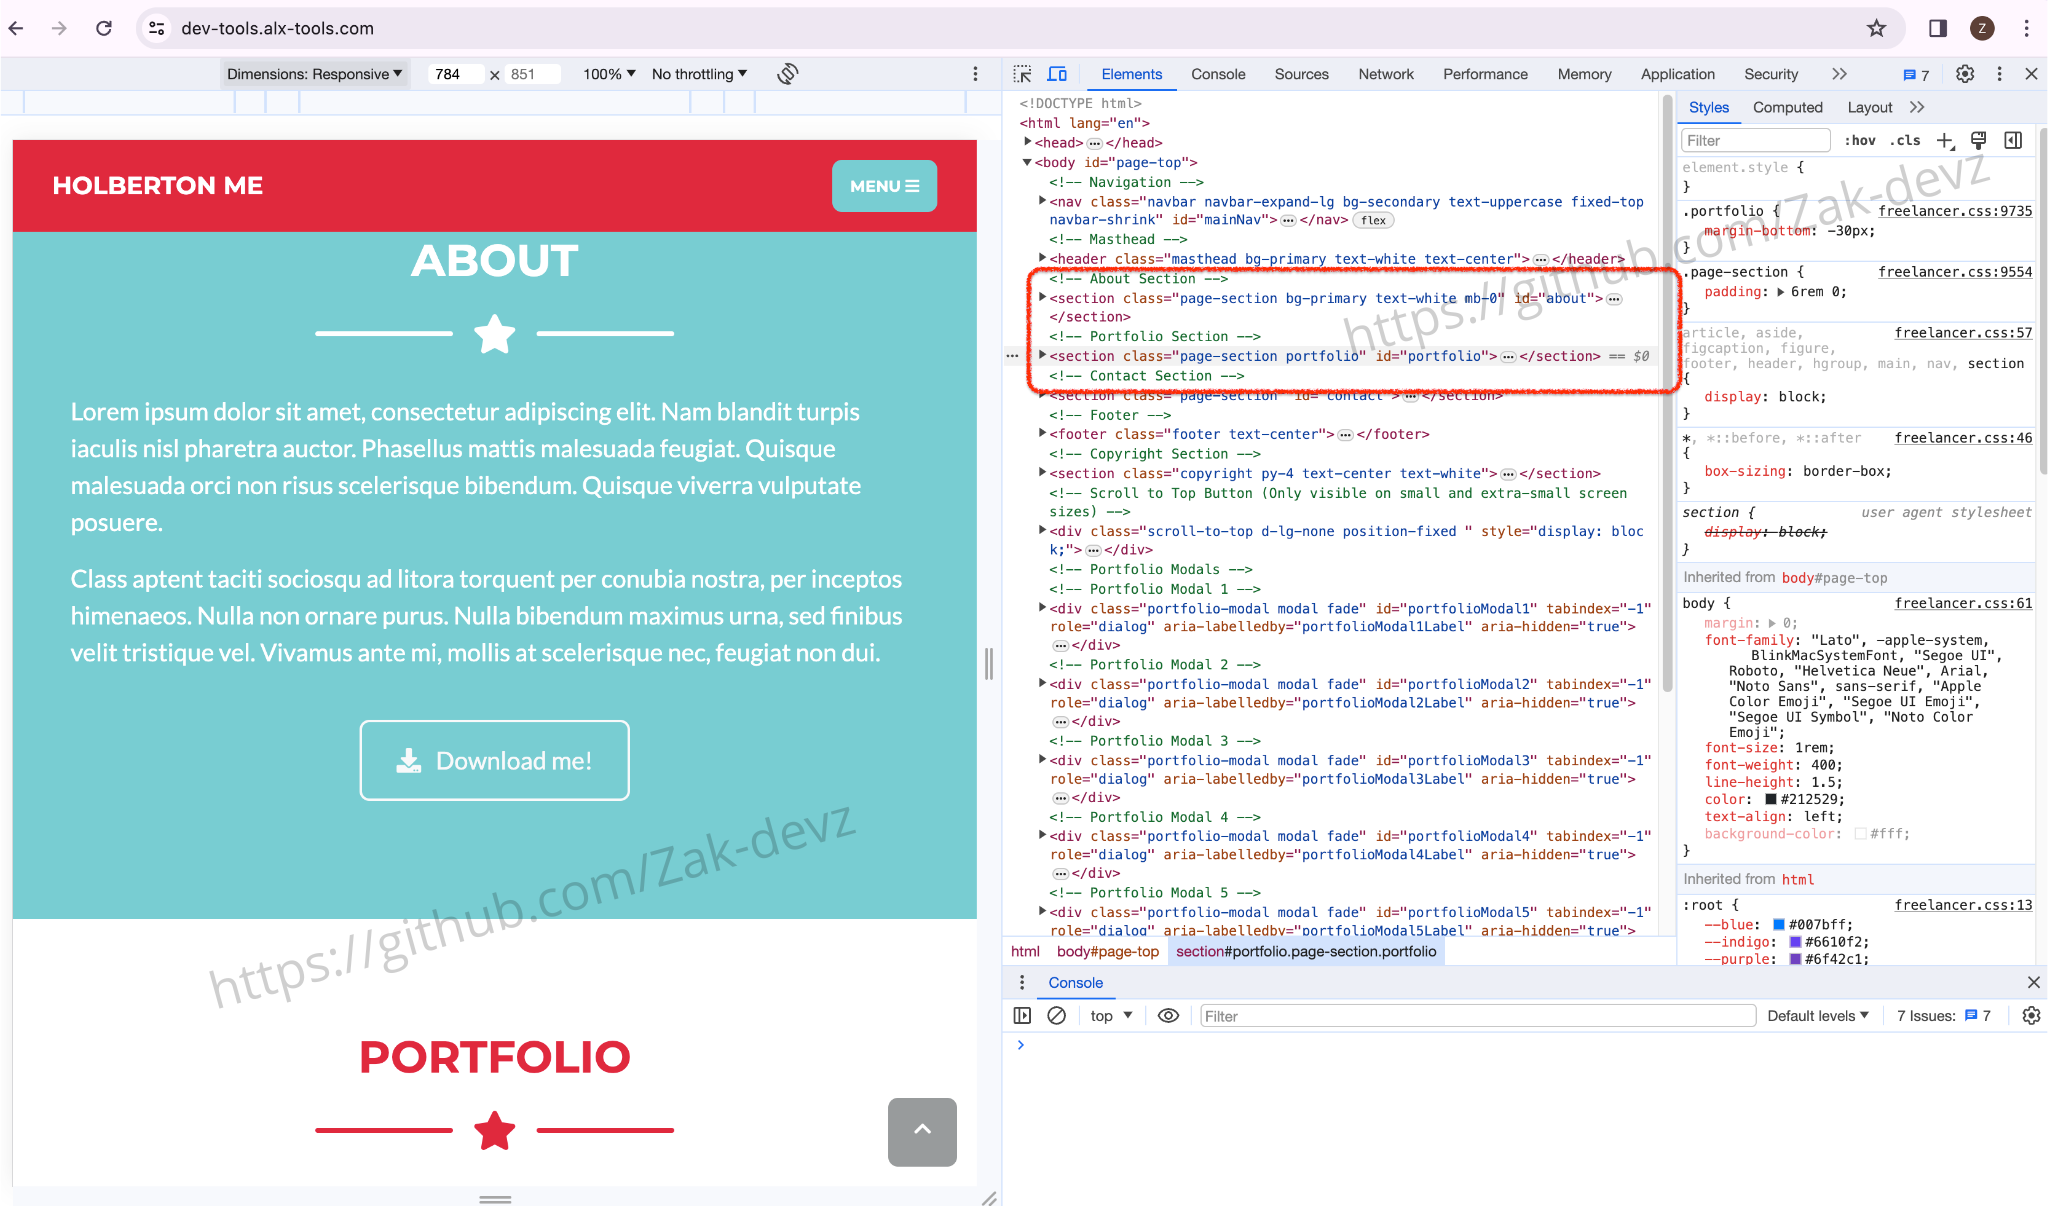 dev-tools.alx-tools.com
Z
Dimensions: Responsive
784 × 851
100%
No throttling
Elements Console Sources Network Performance Memory Application Security
7
HOLBERTON ME
MENU
ABOUT
Lorem ipsum dolor sit amet, consectetur adipiscing elit. Nam blandit turpis
iaculis nisl pharetra auctor. Phasellus mattis malesuada feugiat. Quisque
malesuada orci non risus scelerisque bibendum. Quisque viverra vulputate
posuere.
Class aptent taciti sociosqu ad litora torquent per conubia nostra, per inceptos
himenaeos. Nulla non ornare purus. Nulla bibendum maximus urna, sed finibus
velit tristique vel. Vivamus ante mi, mollis at scelerisque nec, feugiat non dui.
Download me!
https://github.com/Zak-devz
PORTFOLIO
<!DOCTYPE html>
<html lang="en">
<head> … </head>
<body id="page-top">
<!-- Navigation -->
<nav class="navbar navbar-expand-lg bg-secondary text-uppercase fixed-top
navbar-shrink" id="mainNav"> … </nav> flex
<!-- Masthead -->
<header class="masthead bg-primary text-white text-center"> … </header>
<!-- About Section -->
<section class="page-section bg-primary text-white mb-0" id="about"> …
</section>
<!-- Portfolio Section -->
… <section class="page-section portfolio" id="portfolio"> … </section> == $0
<!-- Contact Section -->
<section class="page-section" id="contact"> … </section>
<!-- Footer -->
<footer class="footer text-center"> … </footer>
<!-- Copyright Section -->
<section class="copyright py-4 text-center text-white"> … </section>
<!-- Scroll to Top Button (Only visible on small and extra-small screen
sizes) -->
<div class="scroll-to-top d-lg-none position-fixed " style="display: bloc
k;"> … </div>
<!-- Portfolio Modals -->
<!-- Portfolio Modal 1 -->
<div class="portfolio-modal modal fade" id="portfolioModal1" tabindex="-1"
role="dialog" aria-labelledby="portfolioModal1Label" aria-hidden="true">
… </div>
<!-- Portfolio Modal 2 -->
<div class="portfolio-modal modal fade" id="portfolioModal2" tabindex="-1"
role="dialog" aria-labelledby="portfolioModal2Label" aria-hidden="true">
… </div>
<!-- Portfolio Modal 3 -->
<div class="portfolio-modal modal fade" id="portfolioModal3" tabindex="-1"
role="dialog" aria-labelledby="portfolioModal3Label" aria-hidden="true">
… </div>
<!-- Portfolio Modal 4 -->
<div class="portfolio-modal modal fade" id="portfolioModal4" tabindex="-1"
role="dialog" aria-labelledby="portfolioModal4Label" aria-hidden="true">
… </div>
<!-- Portfolio Modal 5 -->
<div class="portfolio-modal modal fade" id="portfolioModal5" tabindex="-1"
role="dialog" aria-labelledby="portfolioModal5Label" aria-hidden="true">
https://github.com/Zak-devz
html body#page-top section#portfolio.page-section.portfolio
Styles Computed Layout
Filter :hov .cls
element.style {
}
.portfolio { freelancer.css:9735
margin-bottom: -30px;
}
.page-section { freelancer.css:9554
padding: 6rem 0;
}
article, aside, freelancer.css:57
figcaption, figure,
footer, header, hgroup, main, nav, section
{
display: block;
}
*, *::before, *::after freelancer.css:46
{
box-sizing: border-box;
}
section { user agent stylesheet
display: block;
}
Inherited from body#page-top
body { freelancer.css:61
margin: 0;
font-family: "Lato", -apple-system,
BlinkMacSystemFont, "Segoe UI",
Roboto, "Helvetica Neue", Arial,
"Noto Sans", sans-serif, "Apple
Color Emoji", "Segoe UI Emoji",
"Segoe UI Symbol", "Noto Color
Emoji";
font-size: 1rem;
font-weight: 400;
line-height: 1.5;
color: #212529;
text-align: left;
background-color: #fff;
}
Inherited from html
:root { freelancer.css:13
--blue: #007bff;
--indigo: #6610f2;
--purple: #6f42c1;
Console
top Filter Default levels 7 Issues: 7